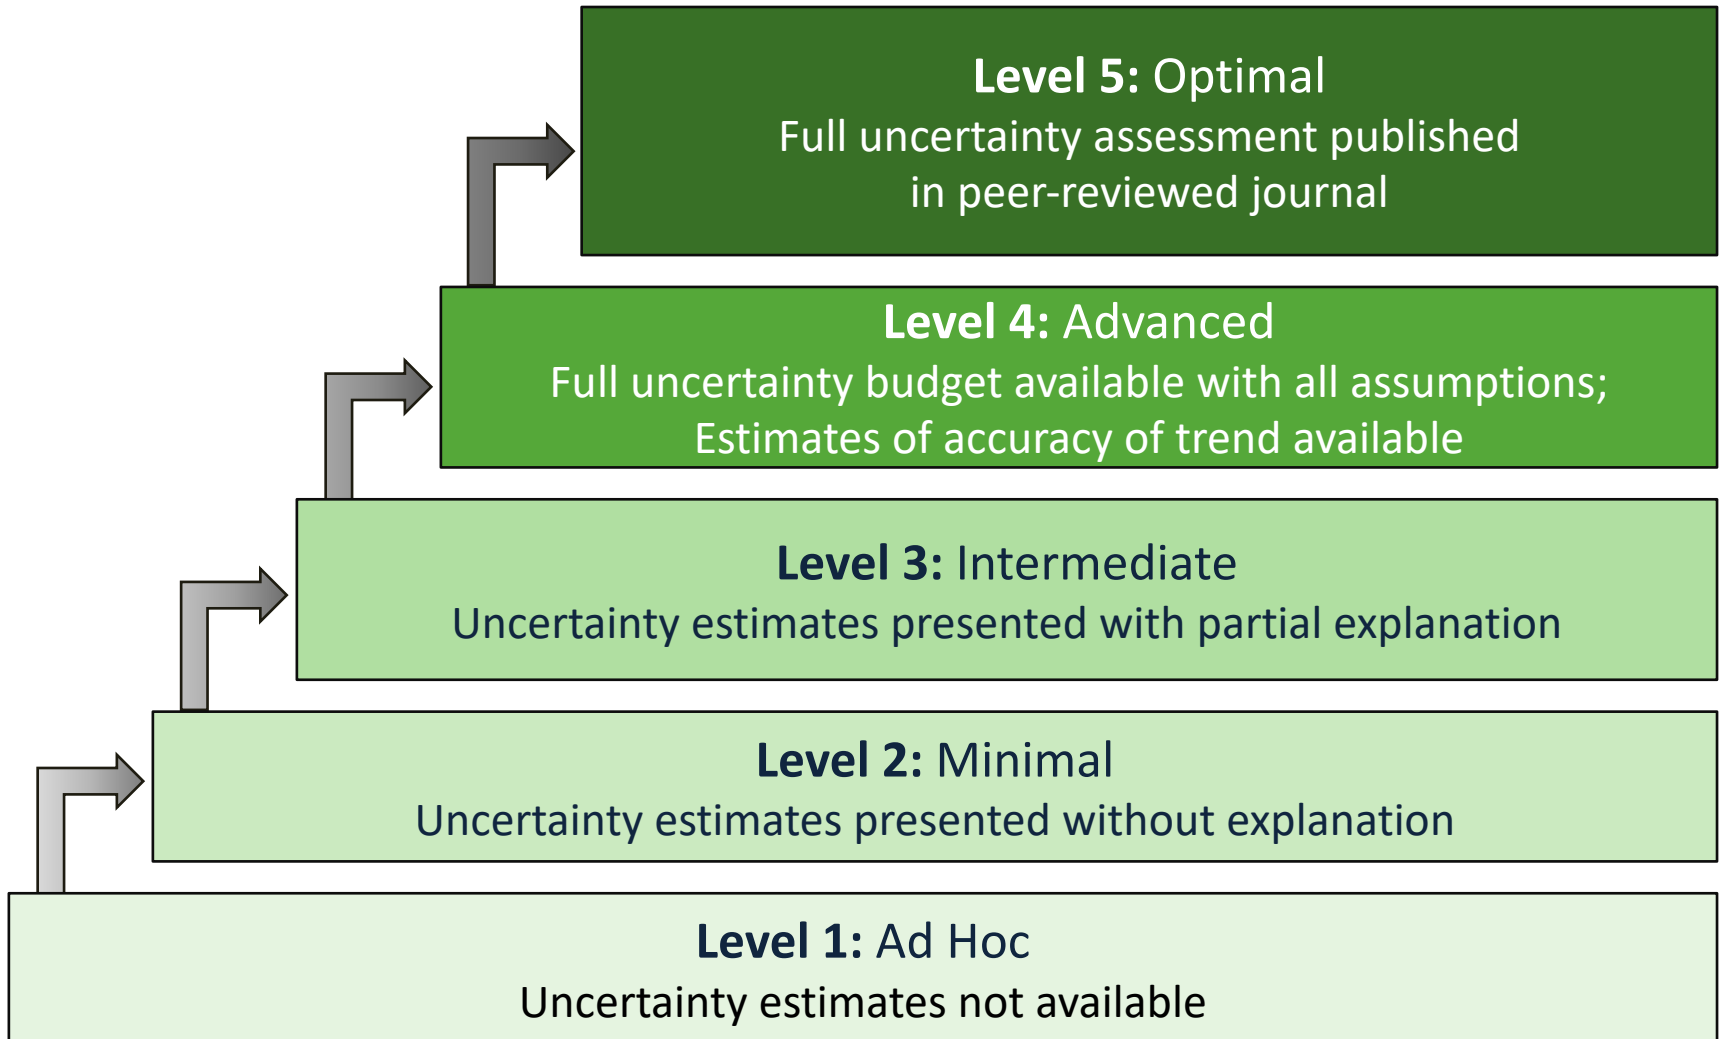 Level 5: Optimal
Full uncertainty assessment published
in peer-reviewed journal
Level 4: Advanced
Full uncertainty budget available with all assumptions;
Estimates of accuracy of trend available
Level 3: Intermediate
Uncertainty estimates presented with partial explanation
Level 2: Minimal
Uncertainty estimates presented without explanation
Level 1: Ad Hoc
Uncertainty estimates not available